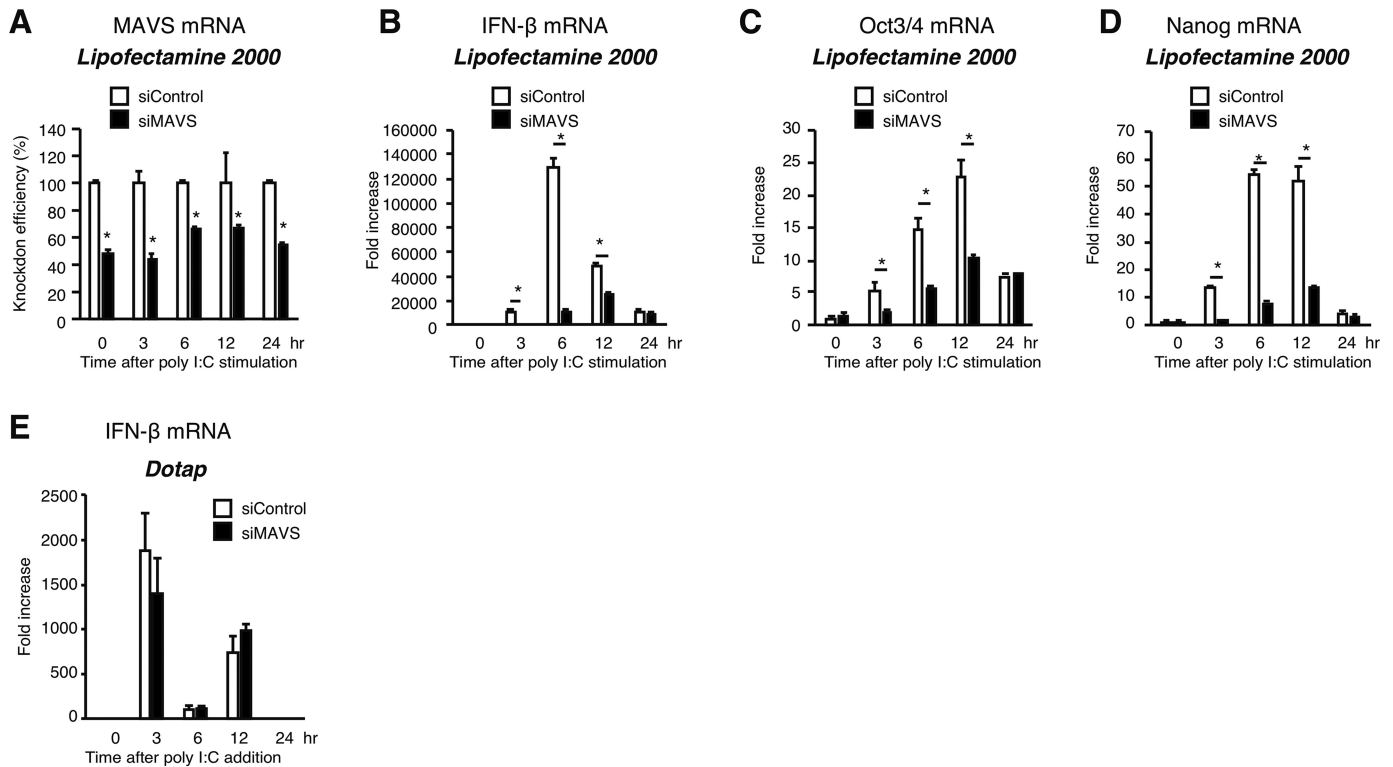 A
MAVS mRNA
Lipofectamine 2000
siControl
siMAVS
Knockdon efficiency (%)
140
120
100
80
60
40
20
0
* * * * *
0 3 6 12 24 hr
Time after poly I:C stimulation
B
IFN-β mRNA
Lipofectamine 2000
siControl
siMAVS
Fold increase
160000
140000
120000
100000
80000
60000
40000
20000
0
* * *
0 3 6 12 24 hr
Time after poly I:C stimulation
C
Oct3/4 mRNA
Lipofectamine 2000
siControl
siMAVS
Fold increase
30
25
20
15
10
5
0
* * *
0 3 6 12 24 hr
Time after poly I:C stimulation
D
Nanog mRNA
Lipofectamine 2000
siControl
siMAVS
Fold increase
70
60
50
40
30
20
10
0
* * *
0 3 6 12 24 hr
Time after poly I:C stimulation
E
IFN-β mRNA
Dotap
siControl
siMAVS
Fold increase
2500
2000
1500
1000
500
0
0 3 6 12 24 hr
Time after poly I:C addition